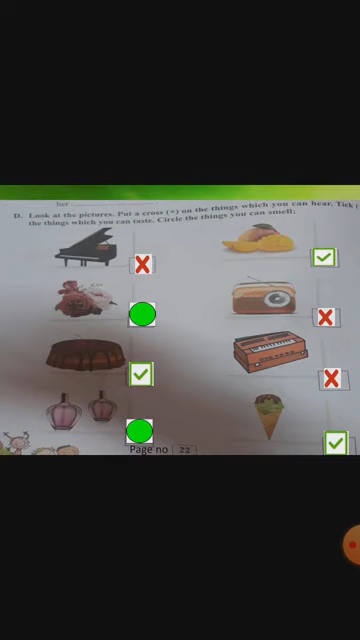 her
D. Look at the pictures. Put a cross (×) on the things which you can hear. Tick
the things which you can taste. Circle the things you can smell:
Page no 22